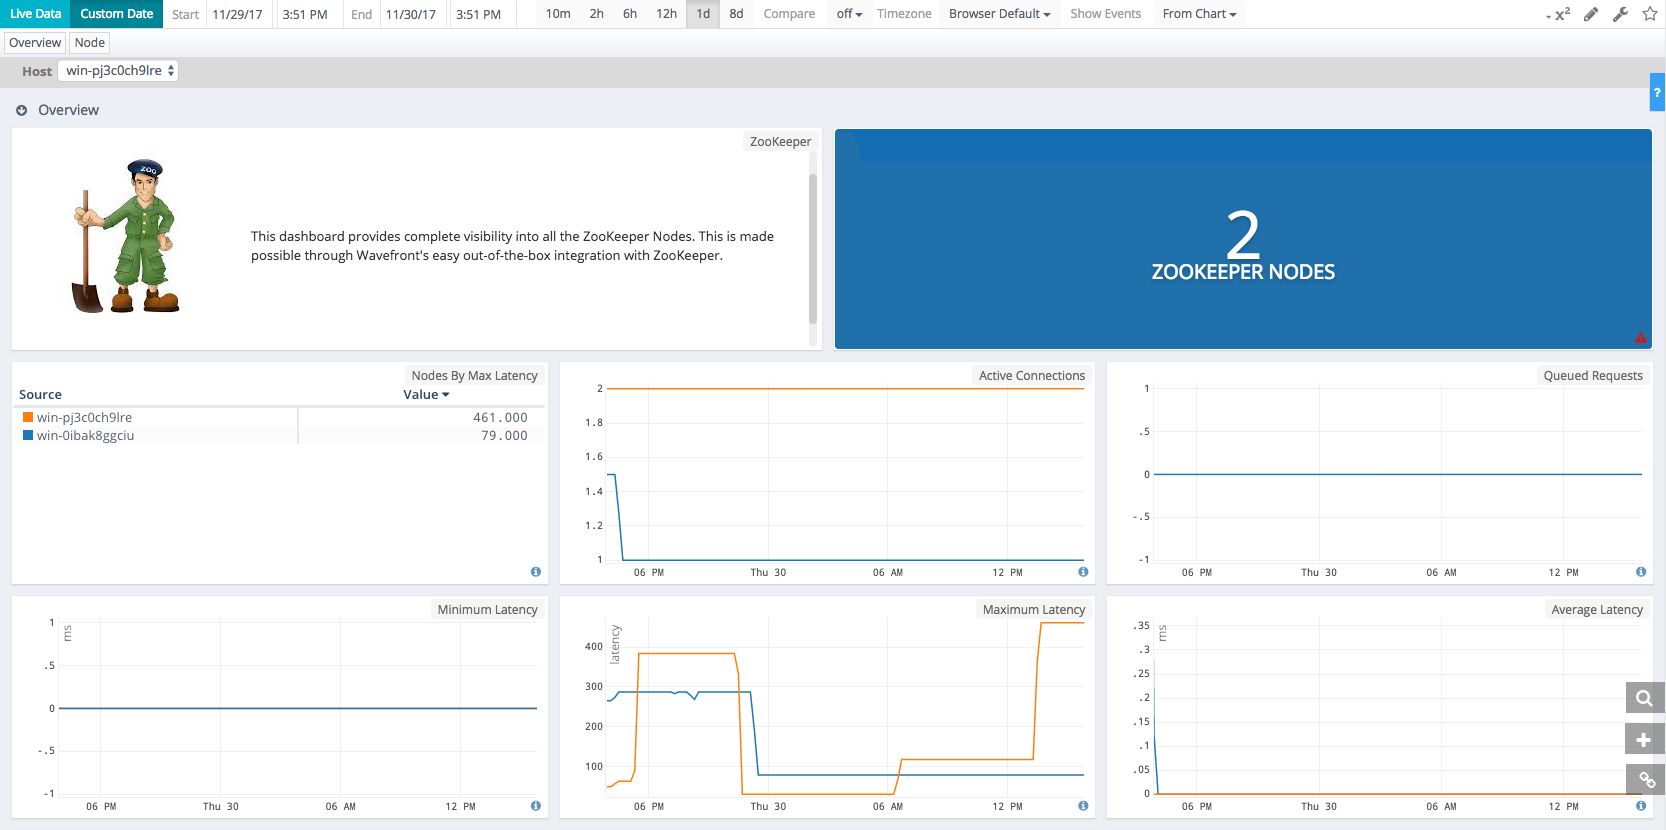 Live Data Custom Date Start 11/29/17 3:51 PM End 11/30/17 3:51 PM 10m 2h 6h 12h 1d 8d Compare off Timezone Browser Default Show Events From Chart x²
Overview Node
Host win-pj3c0ch9lre
?
Overview
ZooKeeper
ZOO
This dashboard provides complete visibility into all the ZooKeeper Nodes. This is made
possible through Wavefront's easy out-of-the-box integration with ZooKeeper.
2
ZOOKEEPER NODES
Nodes By Max Latency
Source Value
win-pj3c0ch9lre 461.000
win-0ibak8ggciu 79.000
Active Connections
2
1.8
1.6
1.4
1.2
1
06 PM Thu 30 06 AM 12 PM
Queued Requests
1
.5
0
-.5
-1
06 PM Thu 30 06 AM 12 PM
Minimum Latency
ms
1
.5
0
-.5
-1
06 PM Thu 30 06 AM 12 PM
Maximum Latency
latency
400
300
200
100
06 PM Thu 30 06 AM 12 PM
Average Latency
ms
.35
.3
.25
.2
.15
.1
.05
0
06 PM Thu 30 06 AM 12 PM